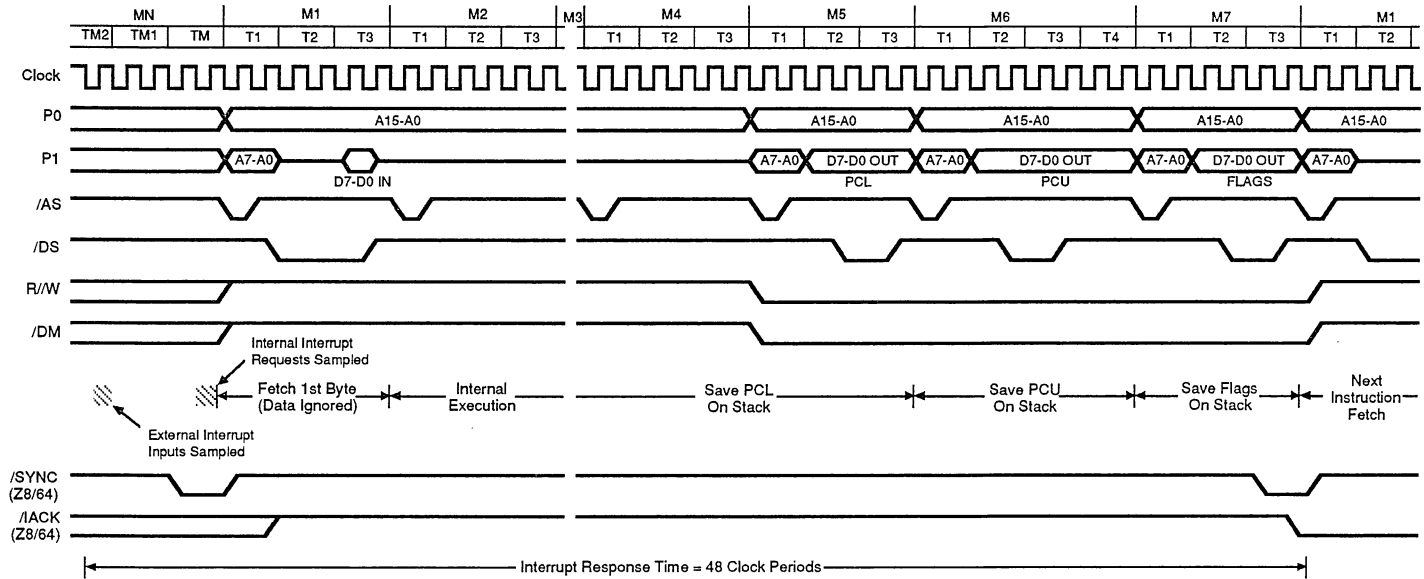 MN M1 M2 M3 M4 M5 M6 M7 M1
TM2 TM1 TM T1 T2 T3 T1 T2 T3 T1 T2 T3 T1 T2 T3 T1 T2 T3 T4 T1 T2 T3 T1 T2
Clock
P0 A15-A0 A15-A0 A15-A0 A15-A0 A15-A0
P1 A7-A0 A7-A0 D7-D0 OUT A7-A0 D7-D0 OUT A7-A0 D7-D0 OUT A7-A0
D7-D0 IN PCL PCU FLAGS
/AS
/DS
R//W
/DM
Internal Interrupt
Requests Sampled
Fetch 1st Byte
(Data Ignored)
Internal
Execution
Save PCL
On Stack
Save PCU
On Stack
Save Flags
On Stack
Next
Instruction
Fetch
External Interrupt
Inputs Sampled
/SYNC
(Z8/64)
/IACK
(Z8/64)
Interrupt Response Time = 48 Clock Periods